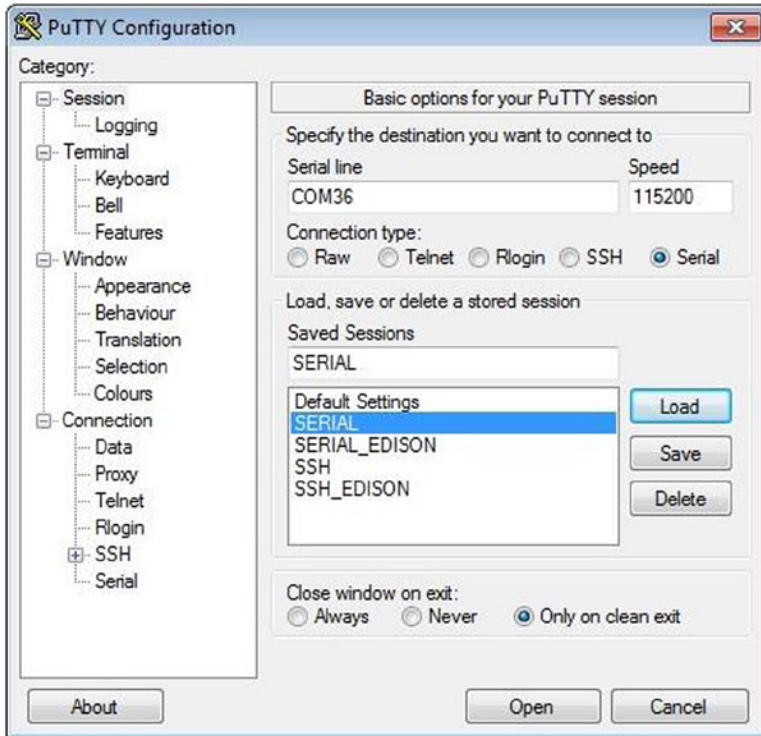 PuTTY Configuration
Category:
Session
Logging
Terminal
Keyboard
Bell
Features
Window
Appearance
Behaviour
Translation
Selection
Colours
Connection
Data
Proxy
Telnet
Rlogin
SSH
Serial
Basic options for your PuTTY session
Specify the destination you want to connect to
Serial line Speed
COM36 115200
Connection type:
Raw Telnet Rlogin SSH Serial
Load, save or delete a stored session
Saved Sessions
SERIAL
Default Settings
SERIAL
SERIAL_EDISON
SSH
SSH_EDISON
Load
Save
Delete
Close window on exit:
Always Never Only on clean exit
About Open Cancel